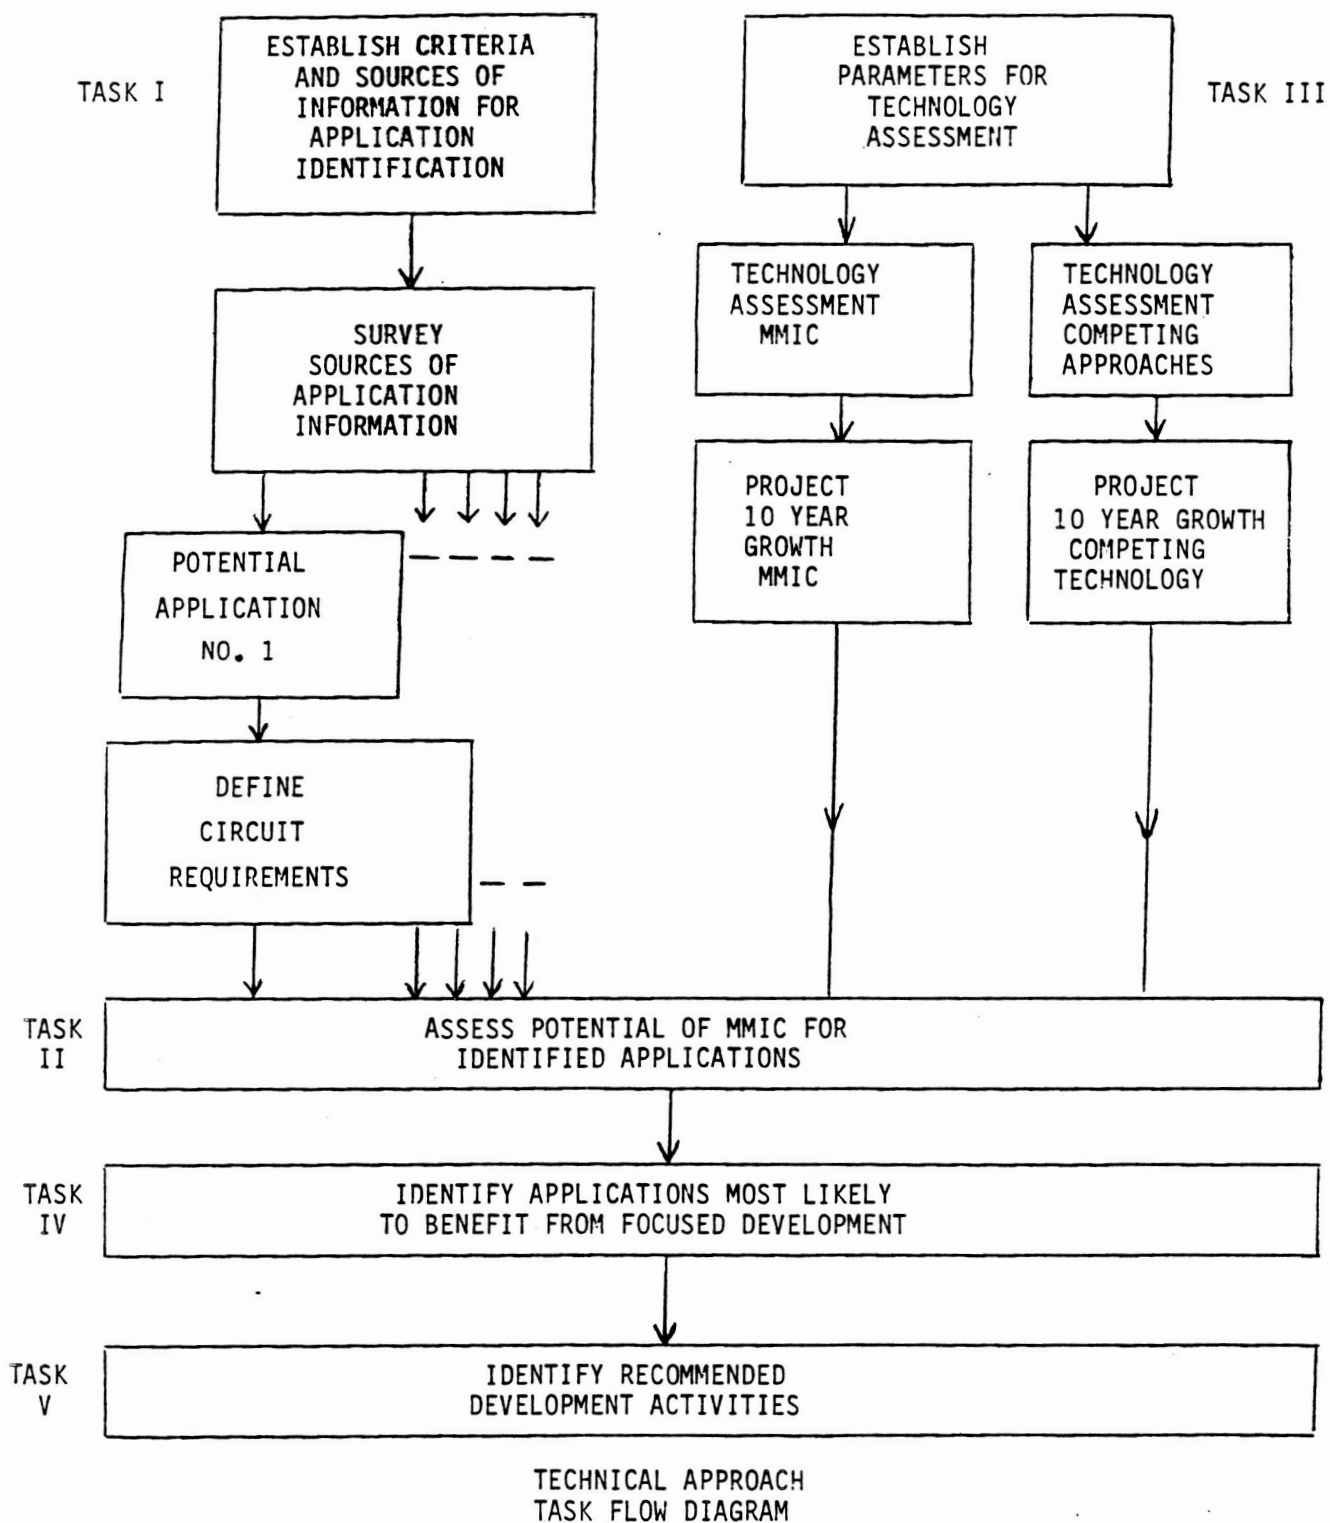 TASK I
ESTABLISH CRITERIA
AND SOURCES OF
INFORMATION FOR
APPLICATION
IDENTIFICATION
ESTABLISH
PARAMETERS FOR
TECHNOLOGY
ASSESSMENT
TASK III
SURVEY
SOURCES OF
APPLICATION
INFORMATION
TECHNOLOGY
ASSESSMENT
MMIC
TECHNOLOGY
ASSESSMENT
COMPETING
APPROACHES
POTENTIAL
APPLICATION
NO. 1
PROJECT
10 YEAR
GROWTH
MMIC
PROJECT
10 YEAR GROWTH
COMPETING
TECHNOLOGY
DEFINE
CIRCUIT
REQUIREMENTS
TASK
II
ASSESS POTENTIAL OF MMIC FOR
IDENTIFIED APPLICATIONS
TASK
IV
IDENTIFY APPLICATIONS MOST LIKELY
TO BENEFIT FROM FOCUSED DEVELOPMENT
TASK
V
IDENTIFY RECOMMENDED
DEVELOPMENT ACTIVITIES
TECHNICAL APPROACH
TASK FLOW DIAGRAM